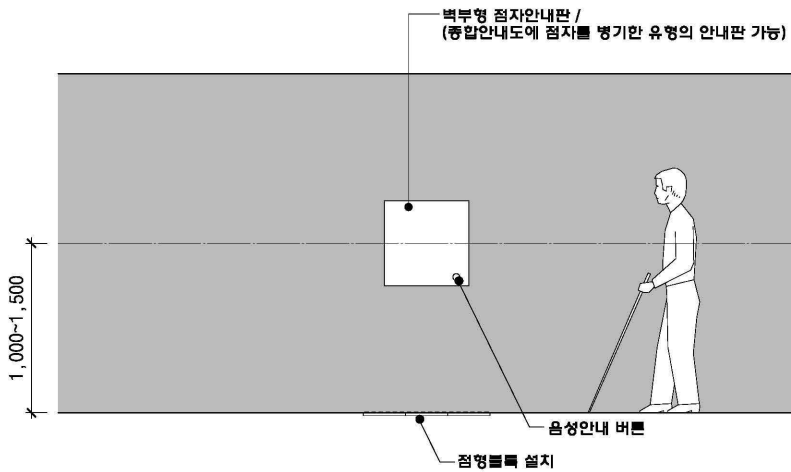 벽부형 점자안내판 /
(종합안내도에 점자를 병기한 유형의 안내판 가능)
1,000~1,500
음성안내 버튼
점형블록 설치